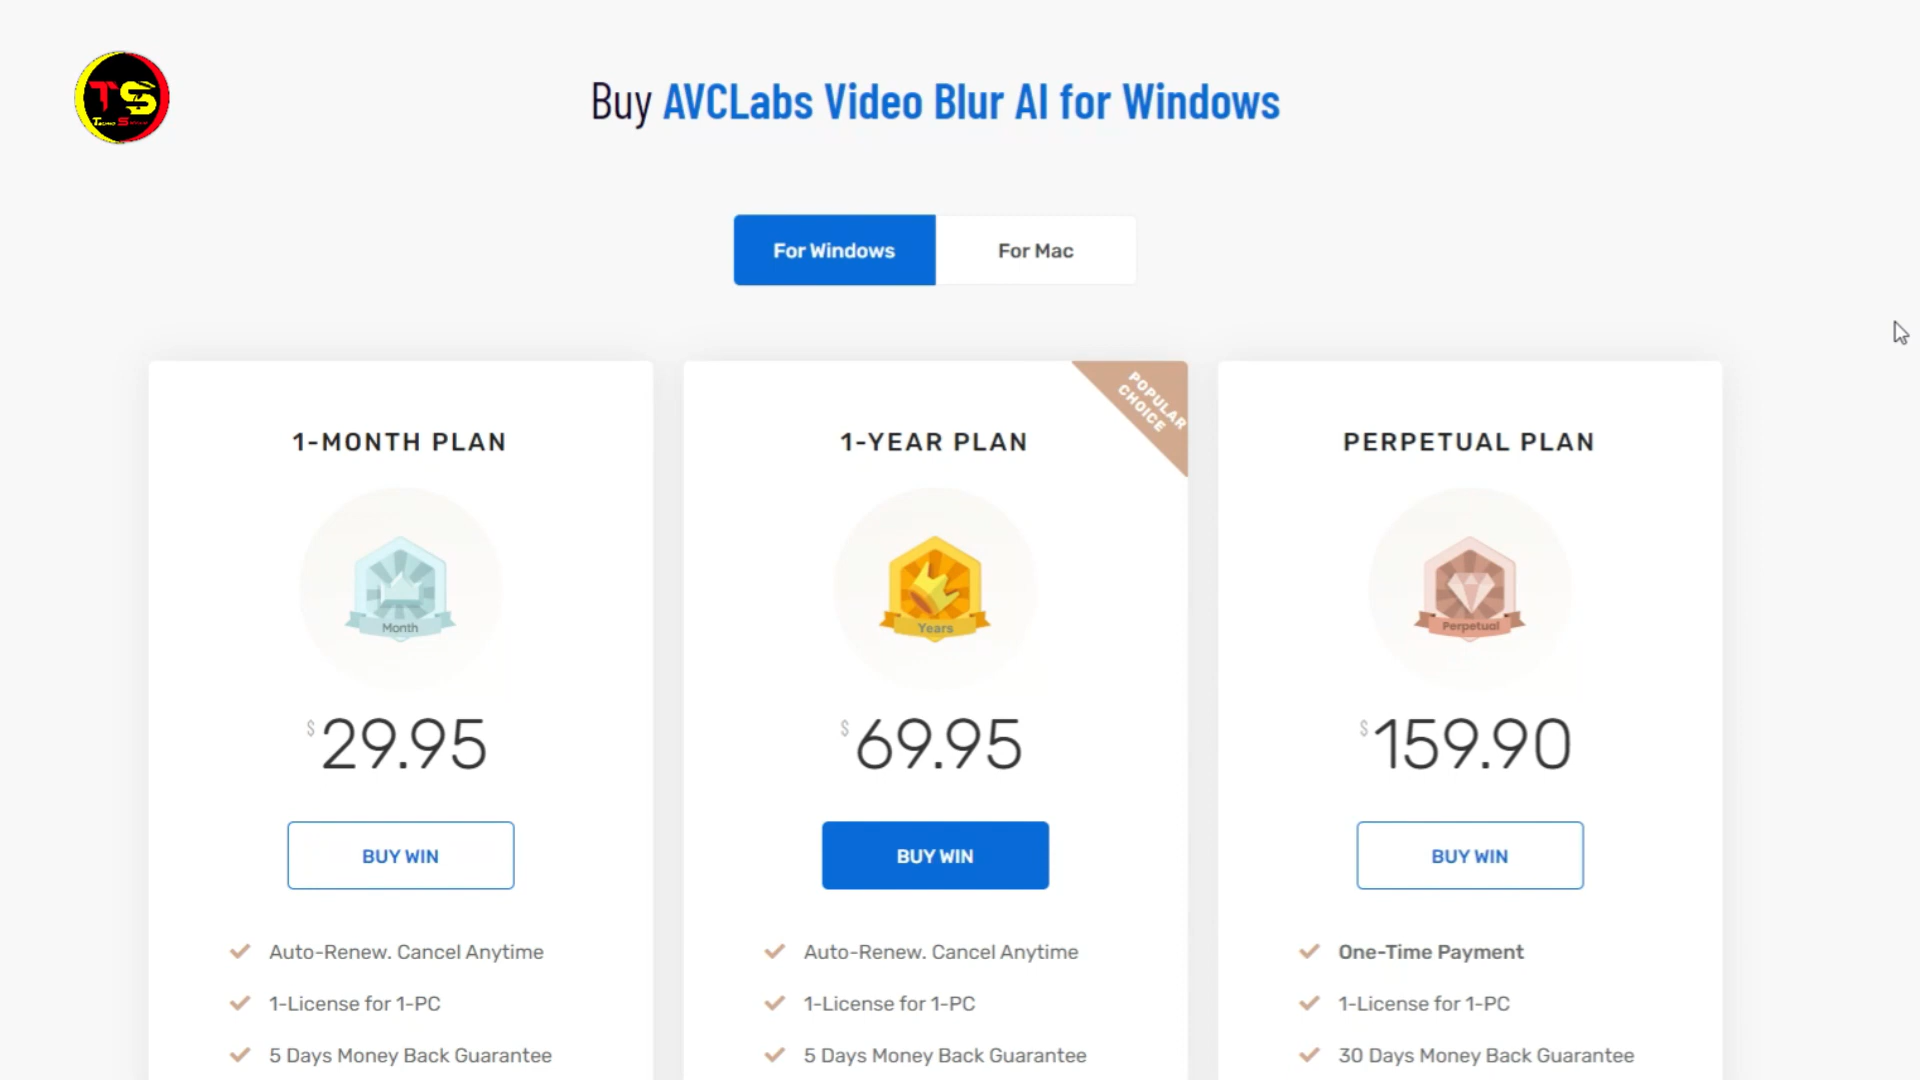 TS
Buy AVCLabs Video Blur AI for Windows
For Windows
For Mac
1-MONTH PLAN
Month
$29.95
BUY WIN
Auto-Renew. Cancel Anytime
1-License for 1-PC
5 Days Money Back Guarantee
POPULAR
CHOICE
1-YEAR PLAN
Years
$69.95
BUY WIN
Auto-Renew. Cancel Anytime
1-License for 1-PC
5 Days Money Back Guarantee
PERPETUAL PLAN
Perpetual
$159.90
BUY WIN
One-Time Payment
1-License for 1-PC
30 Days Money Back Guarantee